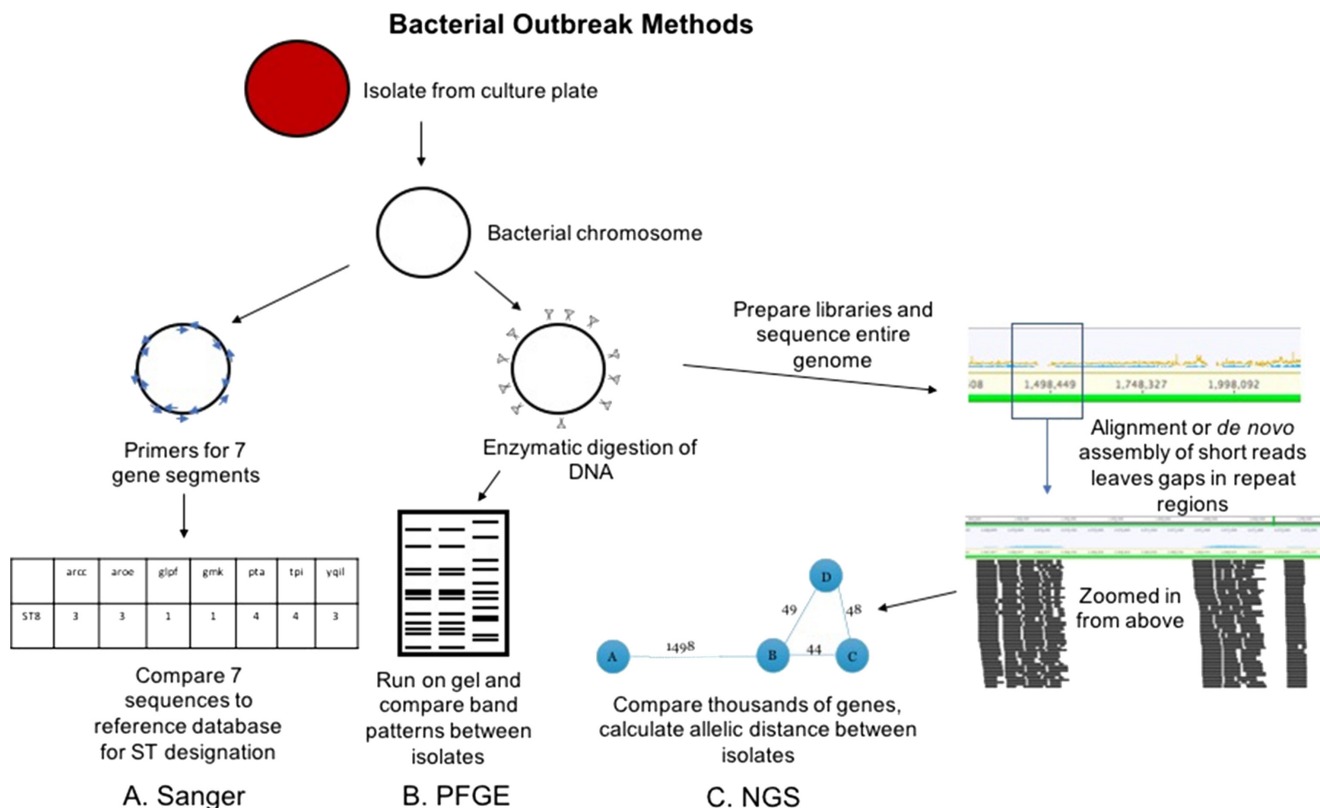 Bacterial Outbreak Methods
Isolate from culture plate
Bacterial chromosome
Primers for 7
gene segments
arcc aroe glpf gmk pta tpi yqil
ST8 3 3 1 1 4 4 3
Compare 7
sequences to
reference database
for ST designation
A. Sanger
Enzymatic digestion of
DNA
Run on gel and
compare band
patterns between
isolates
B. PFGE
Prepare libraries and
sequence entire
genome
1,498,449 1,748,327 1,998,092
Alignment or de novo
assembly of short reads
leaves gaps in repeat
regions
Zoomed in
from above
D
49 48
A 1498 B 44 C
Compare thousands of genes,
calculate allelic distance between
isolates
C. NGS